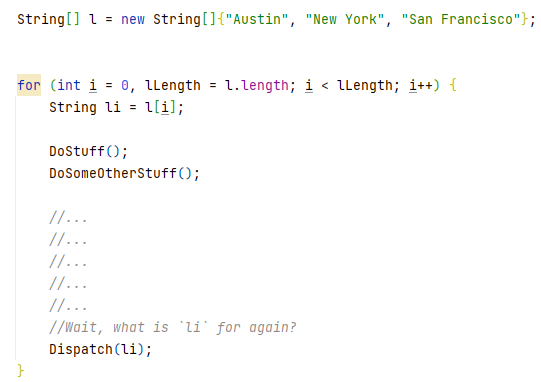 String[] l = new String[]{"Austin", "New York", "San Francisco"};
for (int i = 0, lLength = l.length; i < lLength; i++) {
String li = l[i];
DoStuff();
DoSomeOtherStuff();
//...
//...
//...
//...
//...
//Wait, what is `li` for again?
Dispatch(li);
}